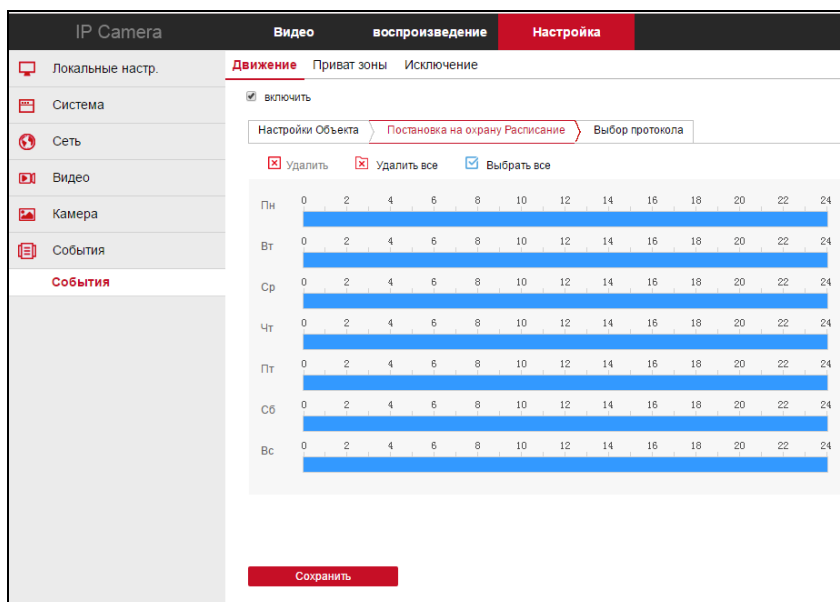 IP Camera Видео воспроизведение Настройка
Локальные настр.
Система
Сеть
Видео
Камера
События
События
Движение Приват зоны Исключение
включить
Настройки Объекта Постановка на охрану Расписание Выбор протокола
Удалить Удалить все Выбрать все
Пн 0 2 4 6 8 10 12 14 16 18 20 22 24
Вт 0 2 4 6 8 10 12 14 16 18 20 22 24
Ср 0 2 4 6 8 10 12 14 16 18 20 22 24
Чт 0 2 4 6 8 10 12 14 16 18 20 22 24
Пт 0 2 4 6 8 10 12 14 16 18 20 22 24
Сб 0 2 4 6 8 10 12 14 16 18 20 22 24
Вс 0 2 4 6 8 10 12 14 16 18 20 22 24
Сохранить